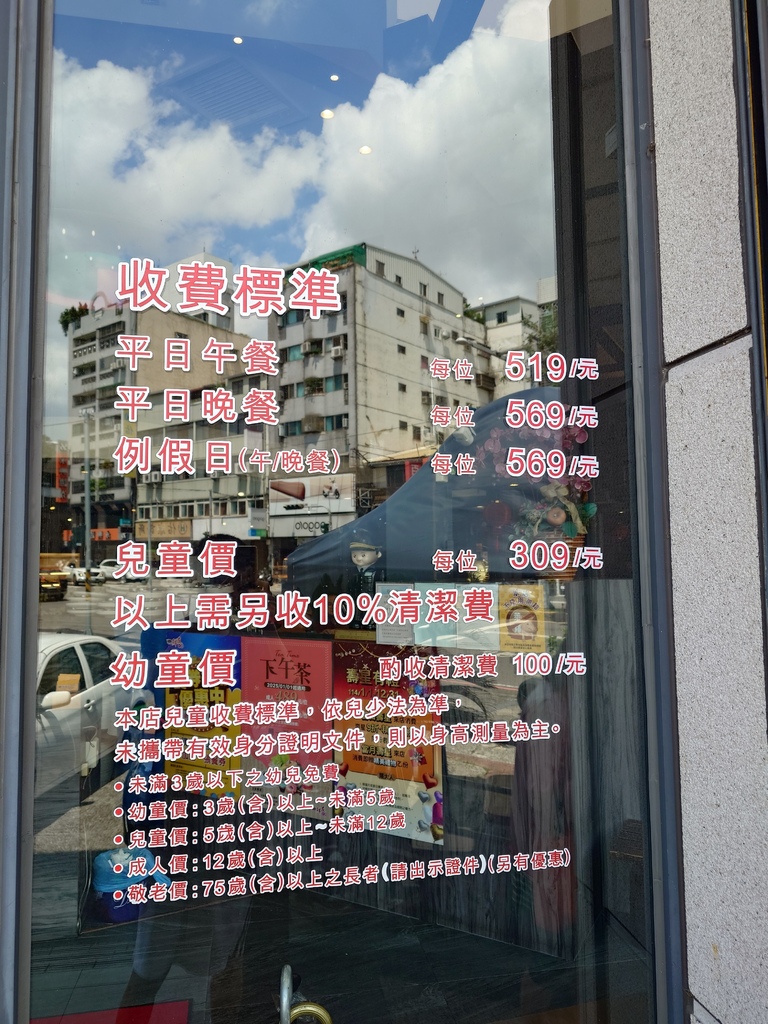 收費標準
平日午餐 每位 519/元
平日晚餐 每位 569/元
例假日(午/晚餐) 每位 569/元
兒童價 每位 309/元
以上需另收10%清潔費
幼童價 酌收清潔費 100/元
本店兒童收費標準，依兒少法為準，
未攜帶有效身分證明文件，則以身高測量為主。
•未滿3歲以下之幼兒免費
•幼童價:3歲(含)以上~未滿5歲
•兒童價:5歲(含)以上~未滿12歲
•成人價:12歲(含)以上
•敬老價:75歲(含)以上之長者(請出示證件)(另有優惠)
下午茶